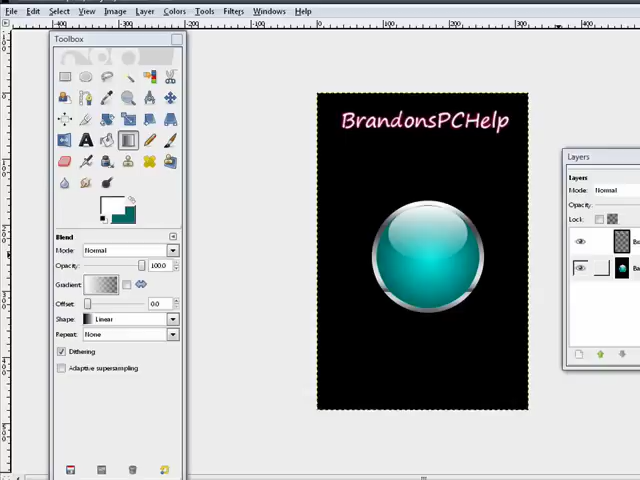 File Edit Select View Image Layer Colors Tools Filters Windows Help
Toolbox
BrandonsPCHelp
Layers
Layers
Mode: Normal
Opacity:
Lock:
Blend
Mode: Normal
Opacity: 100.0
Gradient:
Offset: 0.0
Shape: Linear
Repeat: None
Dithering
Adaptive supersampling